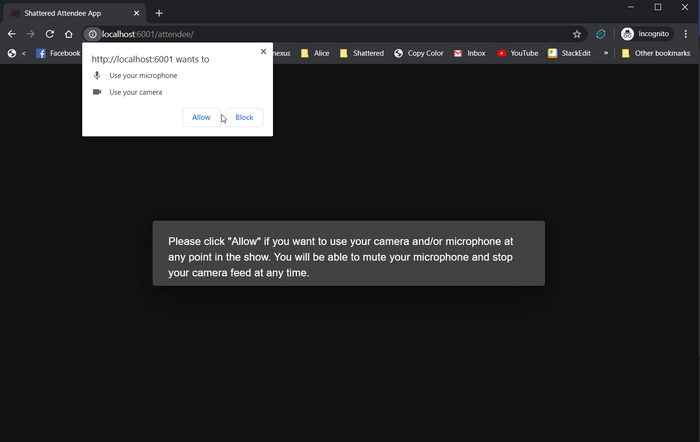 Shattered Attendee App
localhost:6001/attendee/
Incognito
<
Facebook
nexus
Alice
Shattered
Copy Color
Inbox
YouTube
StackEdit
»
Other bookmarks
http://localhost:6001 wants to
Use your microphone
Use your camera
Allow
Block
Please click "Allow" if you want to use your camera and/or microphone at
any point in the show. You will be able to mute your microphone and stop
your camera feed at any time.